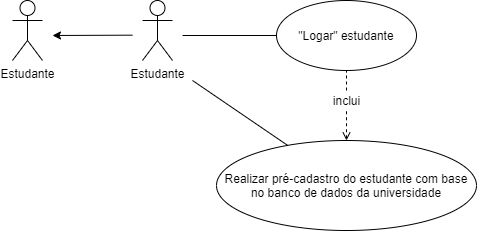 "Logar" estudante
Estudante
Estudante
inclui
Realizar pré-cadastro do estudante com base
no banco de dados da universidade